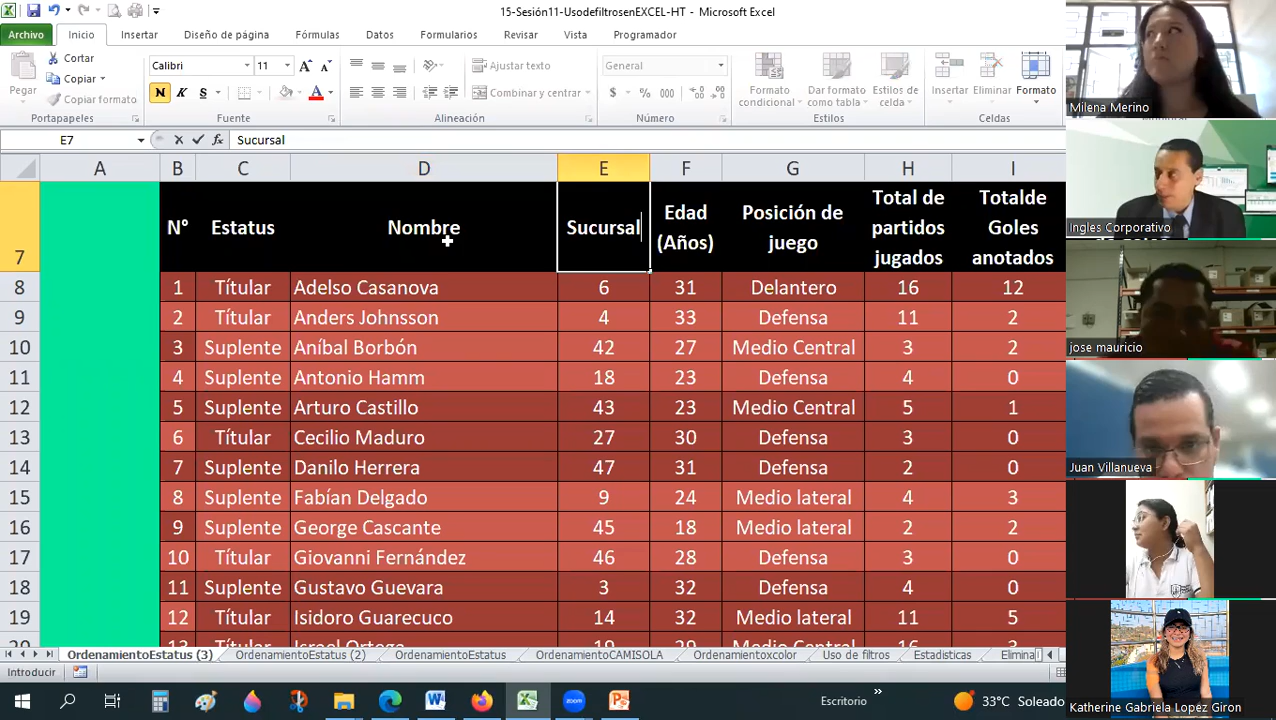 15-Sesión11-UsodefiltrosenEXCEL-HT - Microsoft Excel
Archivo Inicio Insertar Diseño de página Fórmulas Datos Formularios Revisar Vista Programador
Pegar Cortar Copiar Copiar formato
Calibri 11
N K S
Ajustar texto
Combinar y centrar
General
$ % 000
Formato condicional Dar formato como tabla Estilos de celda Insertar Eliminar Formato
Portapapeles Fuente Alineación Número Estilos Celdas
E7 fx Sucursal
A B C D E F G H I
7 N° Estatus Nombre Sucursal Edad (Años) Posición de juego Total de partidos jugados Totalde Goles anotados
8 1 Títular Adelso Casanova 6 31 Delantero 16 12
9 2 Títular Anders Johnsson 4 33 Defensa 11 2
10 3 Suplente Aníbal Borbón 42 27 Medio Central 3 2
11 4 Suplente Antonio Hamm 18 23 Defensa 4 0
12 5 Suplente Arturo Castillo 43 23 Medio Central 5 1
13 6 Títular Cecilio Maduro 27 30 Defensa 3 0
14 7 Suplente Danilo Herrera 47 31 Defensa 2 0
15 8 Suplente Fabían Delgado 9 24 Medio lateral 4 3
16 9 Suplente George Cascante 45 18 Medio lateral 2 2
17 10 Títular Giovanni Fernández 46 28 Defensa 3 0
18 11 Suplente Gustavo Guevara 3 32 Defensa 4 0
19 12 Títular Isidoro Guarecuco 14 32 Medio lateral 11 5
OrdenamientoEstatus (3) OrdenamientoEstatus (2) OrdenamientoEstatus OrdenamientoCAMISOLA Ordenamientoxcolor Uso de filtros Estadísticas Elimina
Introducir
Escritorio » 33°C Soleado
Milena Merino
Ingles Corporativo
jose mauricio
Juan Villanueva
Katherine Gabriela Lopez Giron